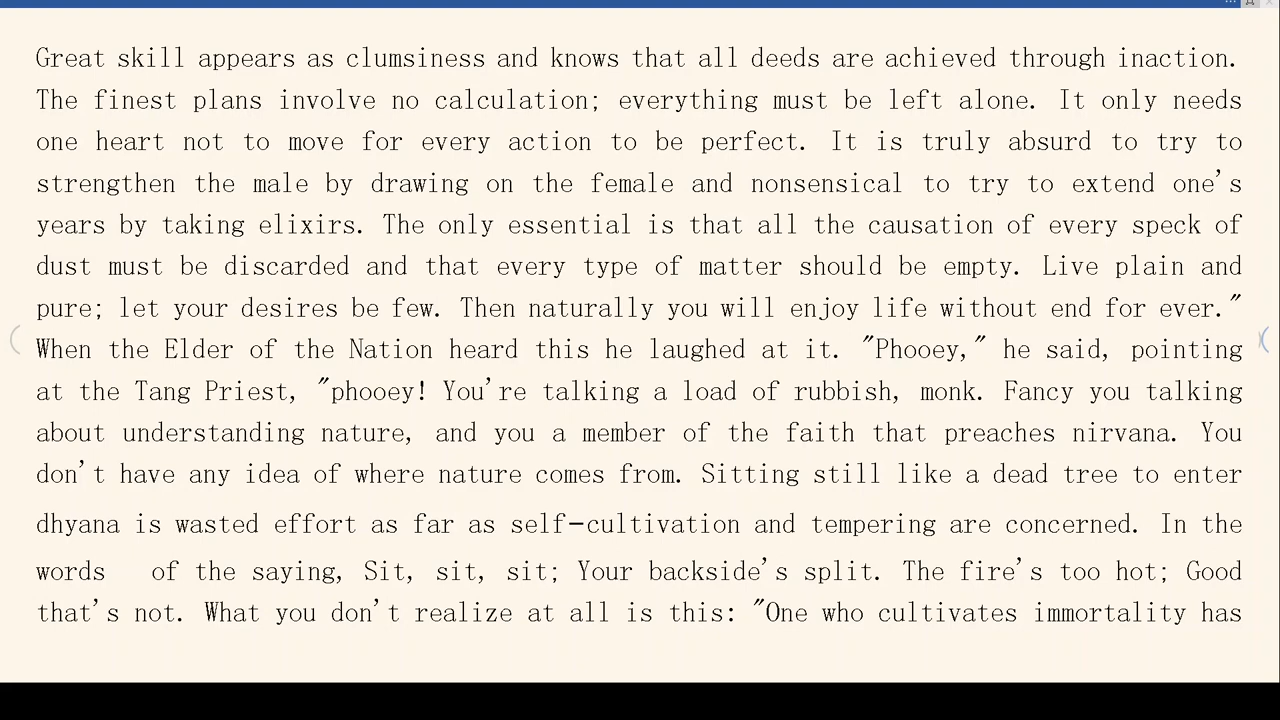 Great skill appears as clumsiness and knows that all deeds are achieved through inaction.
The finest plans involve no calculation; everything must be left alone. It only needs
one heart not to move for every action to be perfect. It is truly absurd to try to
strengthen the male by drawing on the female and nonsensical to try to extend one's
years by taking elixirs. The only essential is that all the causation of every speck of
dust must be discarded and that every type of matter should be empty. Live plain and
pure; let your desires be few. Then naturally you will enjoy life without end for ever."
When the Elder of the Nation heard this he laughed at it. "Phooey," he said, pointing
at the Tang Priest, "phooey! You're talking a load of rubbish, monk. Fancy you talking
about understanding nature, and you a member of the faith that preaches nirvana. You
don't have any idea of where nature comes from. Sitting still like a dead tree to enter
dhyana is wasted effort as far as self-cultivation and tempering are concerned. In the
words of the saying, Sit, sit, sit; Your backside's split. The fire's too hot; Good
that's not. What you don't realize at all is this: "One who cultivates immortality has